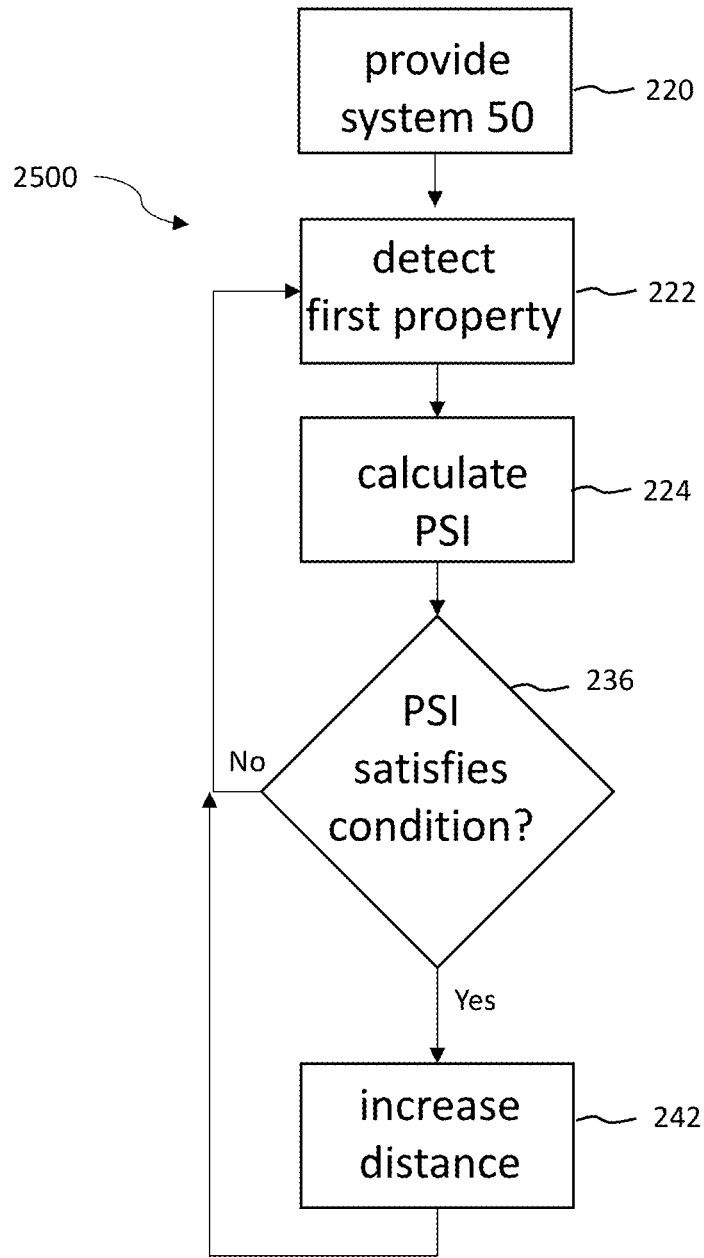 provide
system 50
220
2500
detect
first property
222
calculate
PSI
224
236
PSI
satisfies
condition?
No
Yes
increase
distance
242